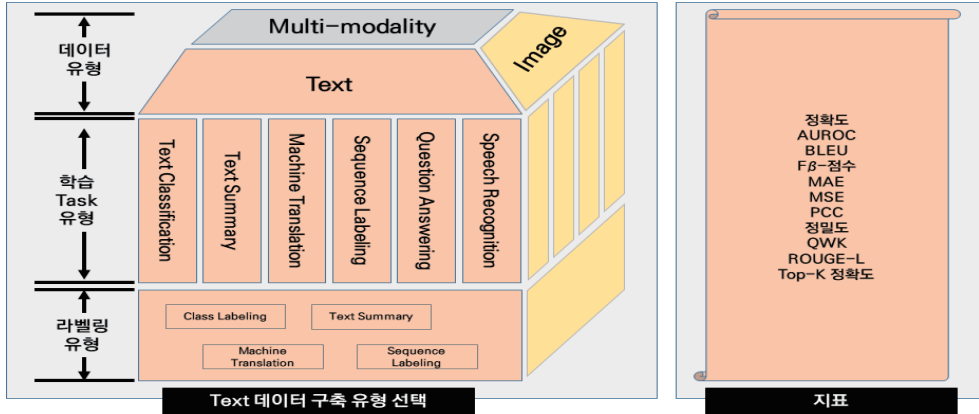 데이터
유형
Multi-modality
Image
Text
학습
Task
유형
Text Classification
Text Summary
Machine Translation
Sequence Labeling
Question Answering
Speech Recognition
라벨링
유형
Class Labeling
Text Summary
Machine
Translation
Sequence
Labeling
Text 데이터 구축 유형 선택
정확도
AUROC
BLEU
Fβ-점수
MAE
MSE
PCC
정밀도
QWK
ROUGE-L
Top-K 정확도
지표